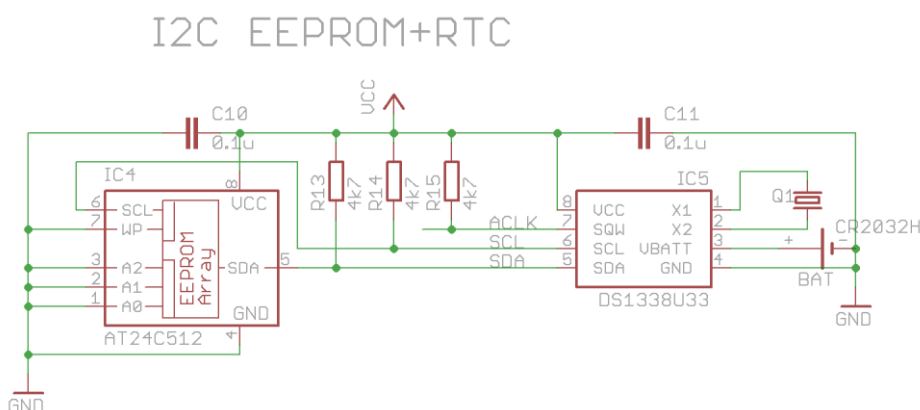 I2C EEPROM+RTC
VCC
C10
0.1u
C11
0.1u
IC4
8
VCC
6 SCL
7 WP
3 A2
2 A1
1 A0
EEPROM
Array
SDA 5
GND
4
AT24C512
GND
R13
4k7
R14
4k7
R15
4k7
ACLK
SCL
SDA
IC5
8 VCC X1 1
7 SQW X2 2
6 SCL VBATT 3
5 SDA GND 4
DS1338U33
Q1
CR2032H
+ -
BAT
GND